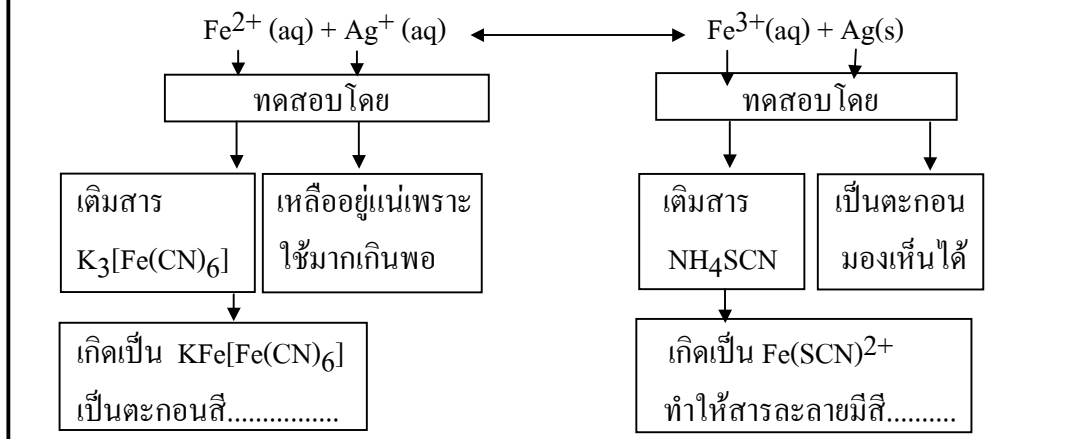 Fe2+ (aq) + Ag+ (aq) ⟷ Fe3+(aq) + Ag(s)
ทดสอบโดย
ทดสอบโดย
เติมสาร
K3[Fe(CN)6]
เหลืออยู่แน่เพราะ
ใช้มากเกินพอ
เติมสาร
NH4SCN
เป็นตะกอน
มองเห็นได้
เกิดเป็น KFe[Fe(CN)6]
เป็นตะกอนสี................
เกิดเป็น Fe(SCN)2+
ทำให้สารละลายมีสี..........